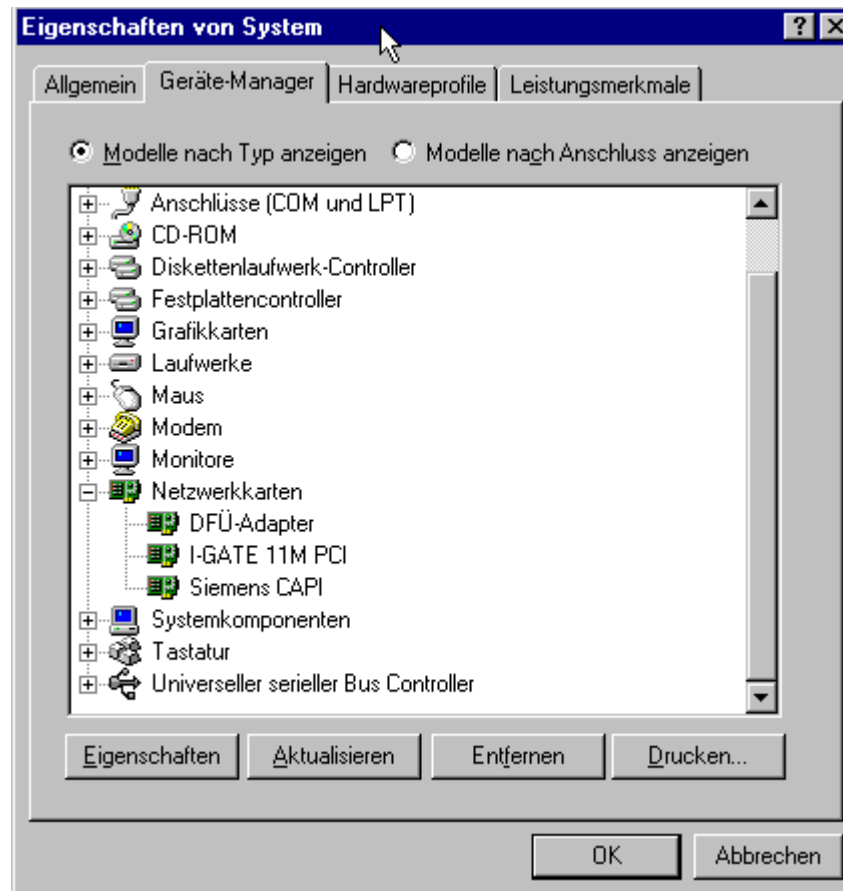 Eigenschaften von System
Allgemein Geräte-Manager Hardwareprofile Leistungsmerkmale
Modelle nach Typ anzeigen Modelle nach Anschluss anzeigen
Anschlüsse (COM und LPT)
CD-ROM
Diskettenlaufwerk-Controller
Festplattencontroller
Grafikkarten
Laufwerke
Maus
Modem
Monitore
Netzwerkkarten
DFÜ-Adapter
I-GATE 11M PCI
Siemens CAPI
Systemkomponenten
Tastatur
Universeller serieller Bus Controller
Eigenschaften Aktualisieren Entfernen Drucken...
OK Abbrechen